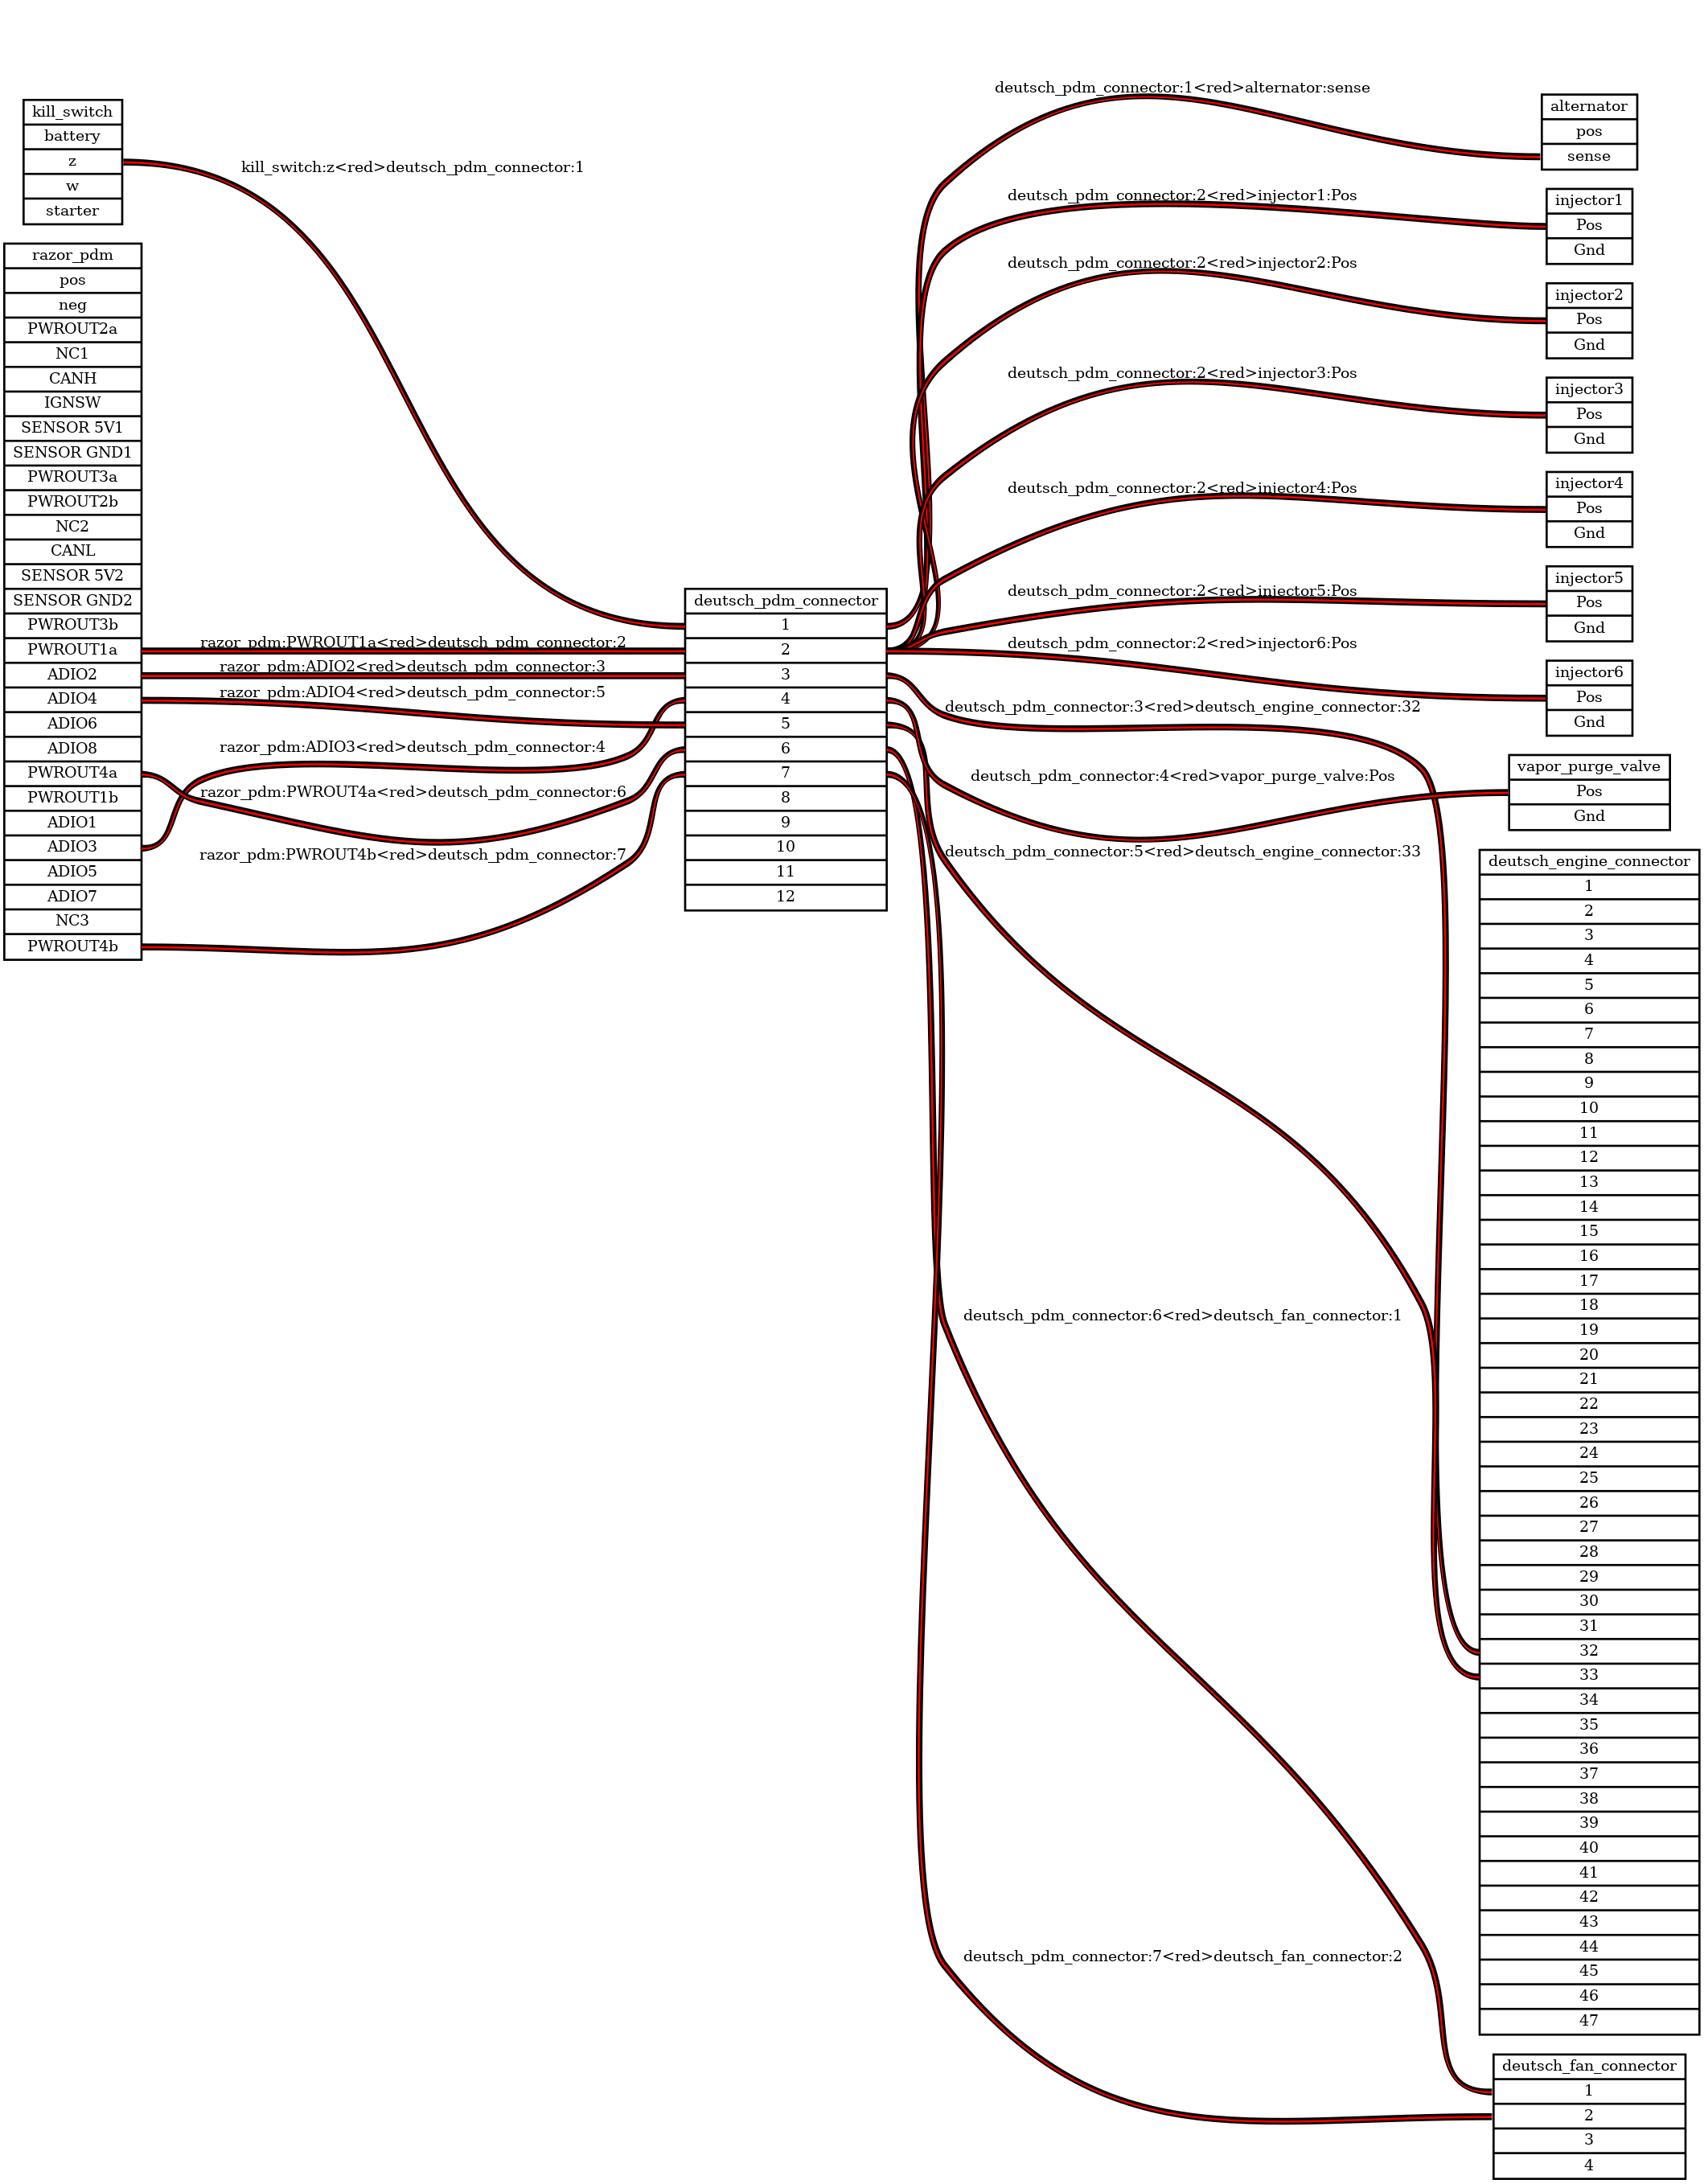 kill_switch
battery
z
w
starter
razor_pdm
pos
neg
PWROUT2a
NC1
CANH
IGNSW
SENSOR 5V1
SENSOR GND1
PWROUT3a
PWROUT2b
NC2
CANL
SENSOR 5V2
SENSOR GND2
PWROUT3b
PWROUT1a
ADIO2
ADIO4
ADIO6
ADIO8
PWROUT4a
PWROUT1b
ADIO1
ADIO3
ADIO5
ADIO7
NC3
PWROUT4b
kill_switch:z<red>deutsch_pdm_connector:1
razor_pdm:PWROUT1a<red>deutsch_pdm_connector:2
razor_pdm:ADIO2<red>deutsch_pdm_connector:3
razor_pdm:ADIO4<red>deutsch_pdm_connector:5
razor_pdm:ADIO3<red>deutsch_pdm_connector:4
razor_pdm:PWROUT4a<red>deutsch_pdm_connector:6
razor_pdm:PWROUT4b<red>deutsch_pdm_connector:7
deutsch_pdm_connector
1
2
3
4
5
6
7
8
9
10
11
12
deutsch_pdm_connector:1<red>alternator:sense
deutsch_pdm_connector:2<red>injector1:Pos
deutsch_pdm_connector:2<red>injector2:Pos
deutsch_pdm_connector:2<red>injector3:Pos
deutsch_pdm_connector:2<red>injector4:Pos
deutsch_pdm_connector:2<red>injector5:Pos
deutsch_pdm_connector:2<red>injector6:Pos
deutsch_pdm_connector:3<red>deutsch_engine_connector:32
deutsch_pdm_connector:4<red>vapor_purge_valve:Pos
deutsch_pdm_connector:5<red>deutsch_engine_connector:33
deutsch_pdm_connector:6<red>deutsch_fan_connector:1
deutsch_pdm_connector:7<red>deutsch_fan_connector:2
alternator
pos
sense
injector1
Pos
Gnd
injector2
Pos
Gnd
injector3
Pos
Gnd
injector4
Pos
Gnd
injector5
Pos
Gnd
injector6
Pos
Gnd
vapor_purge_valve
Pos
Gnd
deutsch_engine_connector
1
2
3
4
5
6
7
8
9
10
11
12
13
14
15
16
17
18
19
20
21
22
23
24
25
26
27
28
29
30
31
32
33
34
35
36
37
38
39
40
41
42
43
44
45
46
47
deutsch_fan_connector
1
2
3
4